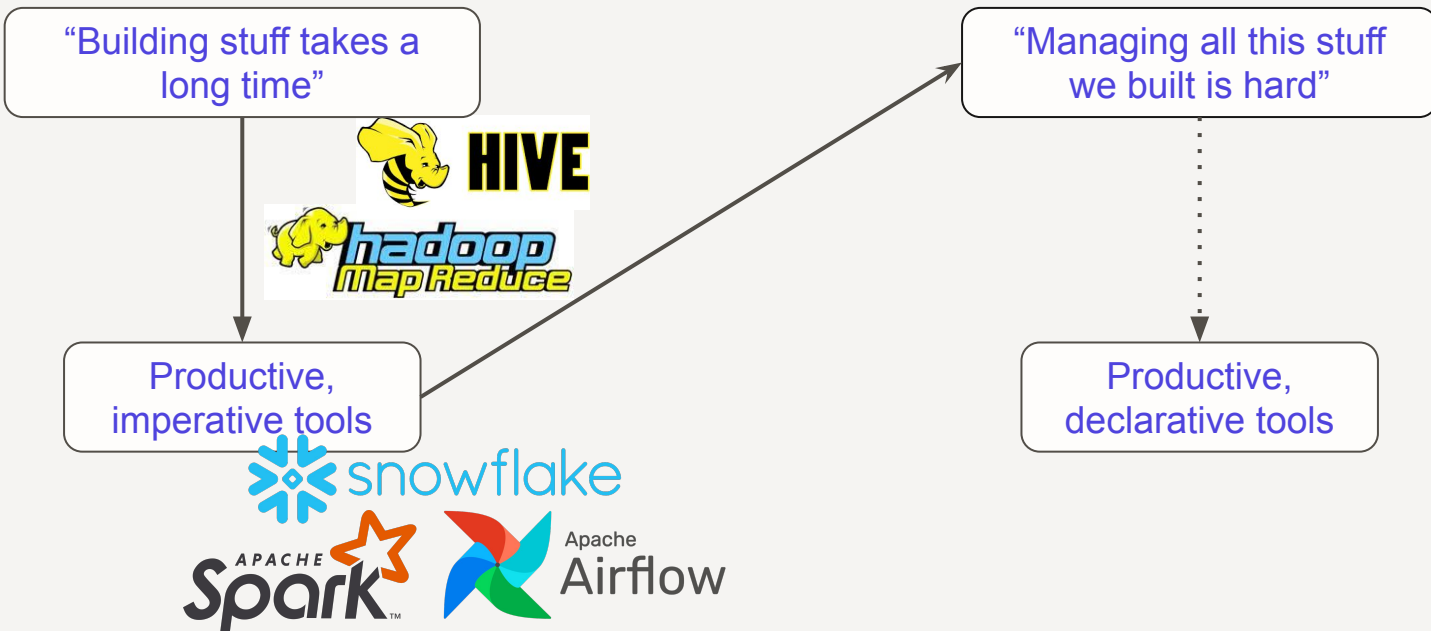 “Building stuff takes a
long time”
“Managing all this stuff
we built is hard”
HIVE
hadoop
Map Reduce
Productive,
imperative tools
Productive,
declarative tools
snowflake
APACHE
Spark™
Apache
Airflow